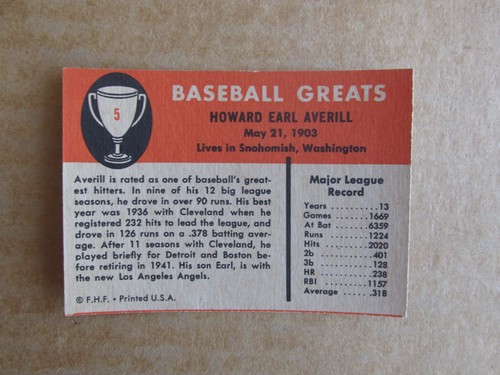 5
BASEBALL GREATS
HOWARD EARL AVERILL
May 21, 1903
Lives in Snohomish, Washington
Averill is rated as one of baseball's great-
est hitters. In nine of his 12 big league
seasons, he drove in over 90 runs. His best
year was 1936 with Cleveland when he
registered 232 hits to lead the league, and
drove in 126 runs on a .378 batting aver-
age. After 11 seasons with Cleveland, he
played briefly for Detroit and Boston be-
fore retiring in 1941. His son Earl, is with
the new Los Angeles Angels.
© F.H.F. • Printed U.S.A.
Major League
Record
Years . . . . . . . . . . . 13
Games . . . . . . . . 1669
At Bat . . . . . . . . 6359
Runs . . . . . . . . . 1224
Hits . . . . . . . . . . 2020
2b . . . . . . . . . . . . 401
3b . . . . . . . . . . . . 128
HR . . . . . . . . . . . 238
RBI . . . . . . . . . . 1157
Average . . . . . . .318